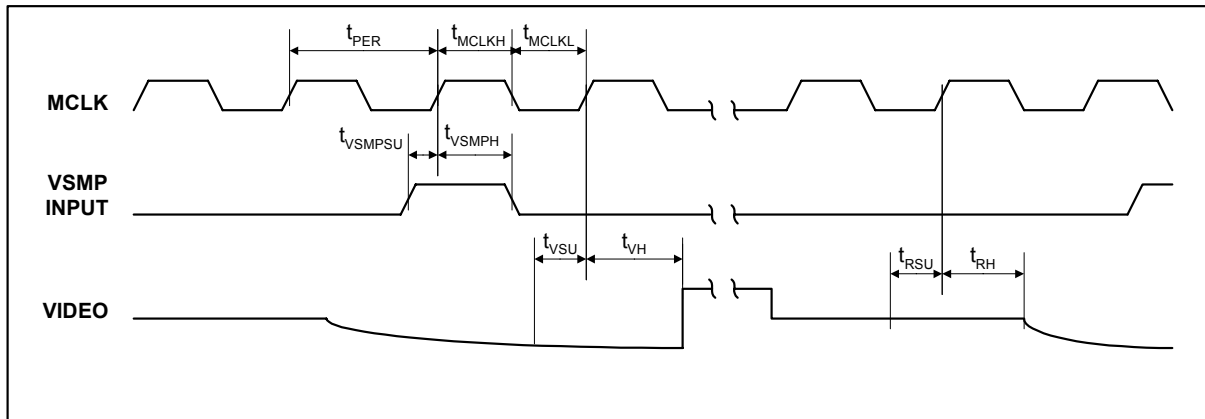 tPER
tMCLKH
tMCLKL
MCLK
tVSMPSU
tVSMPH
VSMP
INPUT
tVSU
tVH
tRSU
tRH
VIDEO